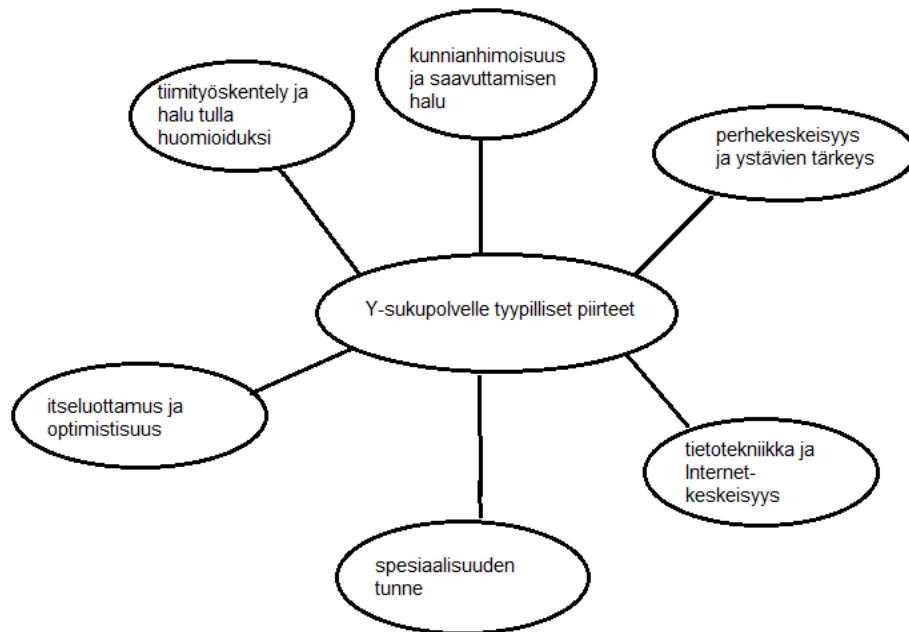 kunnianhimoisuus
ja saavuttamisen
halu
tiimityöskentely ja
halu tulla
huomioiduksi
perhekeskeisyys
ja ystävien tärkeys
Y-sukupolvelle tyypilliset piirteet
itseluottamus ja
optimistisuus
tietotekniikka ja
Internet-
keskeisyys
spesiaalisuuden
tunne